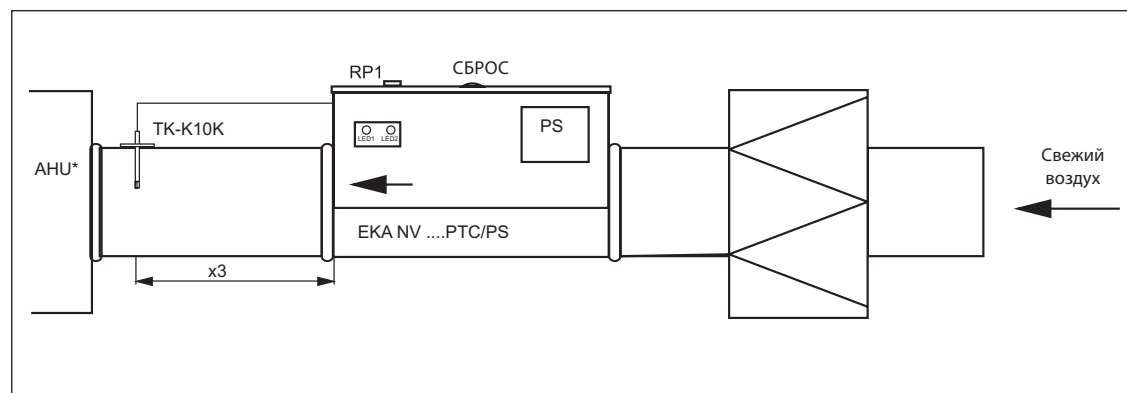 RP1
СБРОС
TK-K10K
LED1 LED2
PS
AHU*
Свежий
воздух
EKA NV ....PTC/PS
x3